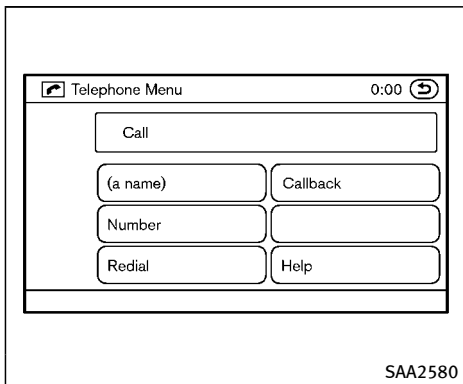 Telephone Menu 0:00
Call
(a name) Callback
Number
Redial Help
SAA2580